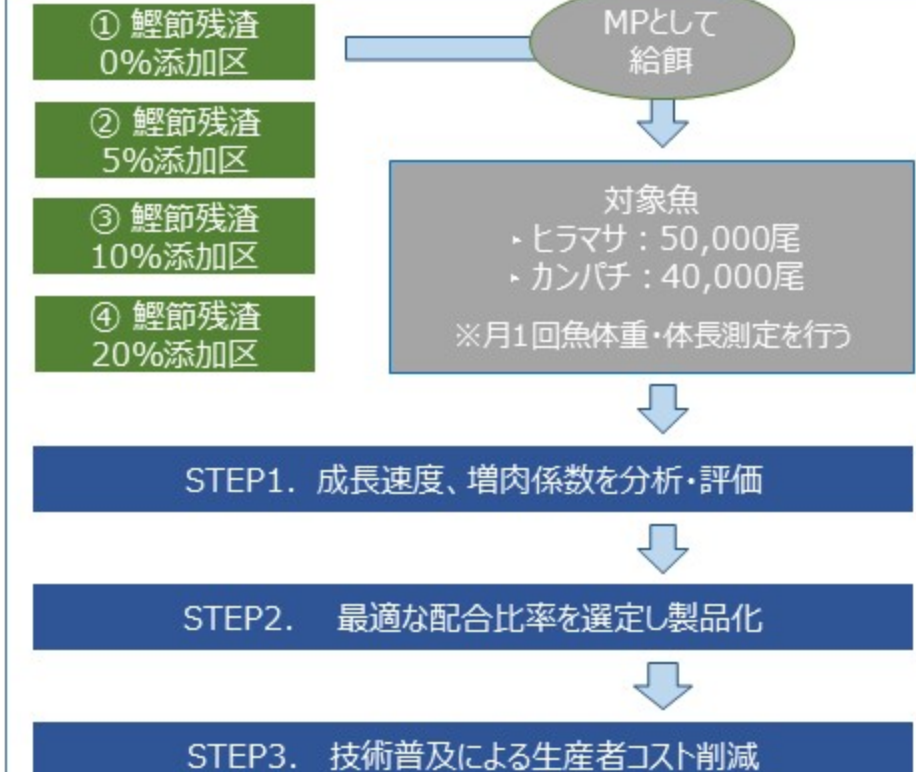 ① 鰹節残渣
0%添加区
MPとして
給餌
② 鰹節残渣
5%添加区
③ 鰹節残渣
10%添加区
④ 鰹節残渣
20%添加区
対象魚
▸ ヒラマサ：50,000尾
▸ カンパチ：40,000尾
※月1回魚体重・体長測定を行う
STEP1. 成長速度、増肉係数を分析・評価
STEP2. 最適な配合比率を選定し製品化
STEP3. 技術普及による生産者コスト削減